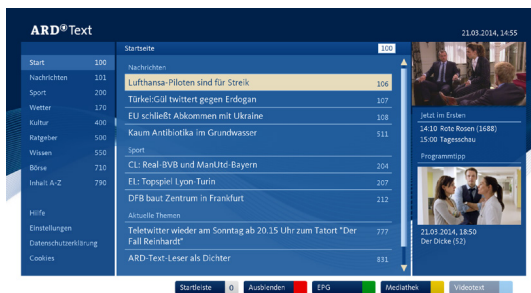 ARD Text
21.03.2014, 14:55
Startseite 100
Start 100
Nachrichten 101
Sport 200
Wetter 170
Kultur 400
Ratgeber 500
Wissen 550
Börse 710
Inhalt A-Z 790
Hilfe
Einstellungen
Datenschutzerklärung
Cookies
Nachrichten
Lufthansa-Piloten sind für Streik 106
Türkei:Gül twittert gegen Erdogan 107
EU schließt Abkommen mit Ukraine 108
Kaum Antibiotika im Grundwasser 511
Sport
CL: Real-BVB und ManUtd-Bayern 204
EL: Topspiel Lyon-Turin 207
DFB baut Zentrum in Frankfurt 212
Aktuelle Themen
Teletwitter wieder am Sonntag ab 20.15 Uhr zum Tatort "Der 777
Fall Reinhardt"
ARD-Text-Leser als Dichter 831
Jetzt im Ersten
14:10 Rote Rosen (1688)
15:00 Tagesschau
Programmtipp
21.03.2014, 18:50
Der Dicke (52)
Startleiste 0 Ausblenden EPG Mediathek Videotext